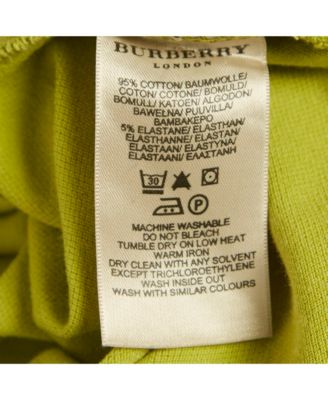 BURBERRY
LONDON
95% COTTON/BAUMWOLLE/
COTON/COTONE/BOMULD/
BOMULL/KATOEN/ALGODON/
BAWEŁNA/PUUVILLA/
BAMBAKEPO
5% ELASTANE/ELASTHAN/
ELASTHANNE/ELASTAN/
ELASTAAN/ELASTYNA/
ELASTAANI/ΕΛΑΣΤΑΝΗ
30
P
MACHINE WASHABLE
DO NOT BLEACH
TUMBLE DRY ON LOW HEAT
WARM IRON
DRY CLEAN WITH ANY SOLVENT
EXCEPT TRICHLOROETHYLENE
WASH INSIDE OUT
WASH WITH SIMILAR COLOURS